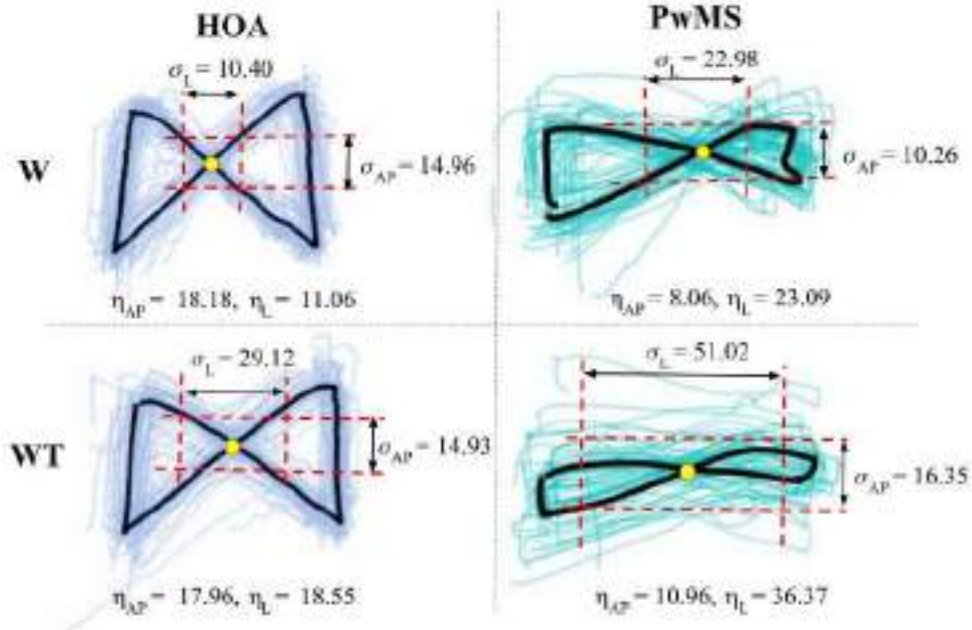 HOA
PwMS
W
σL = 10.40
σAP = 14.96
ηAP = 18.18, ηL = 11.06
σL = 22.98
σAP = 10.26
ηAP = 8.06, ηL = 23.09
WT
σL = 29.12
σAP = 14.93
ηAP = 17.96, ηL = 18.55
σL = 51.02
σAP = 16.35
ηAP = 10.96, ηL = 36.37